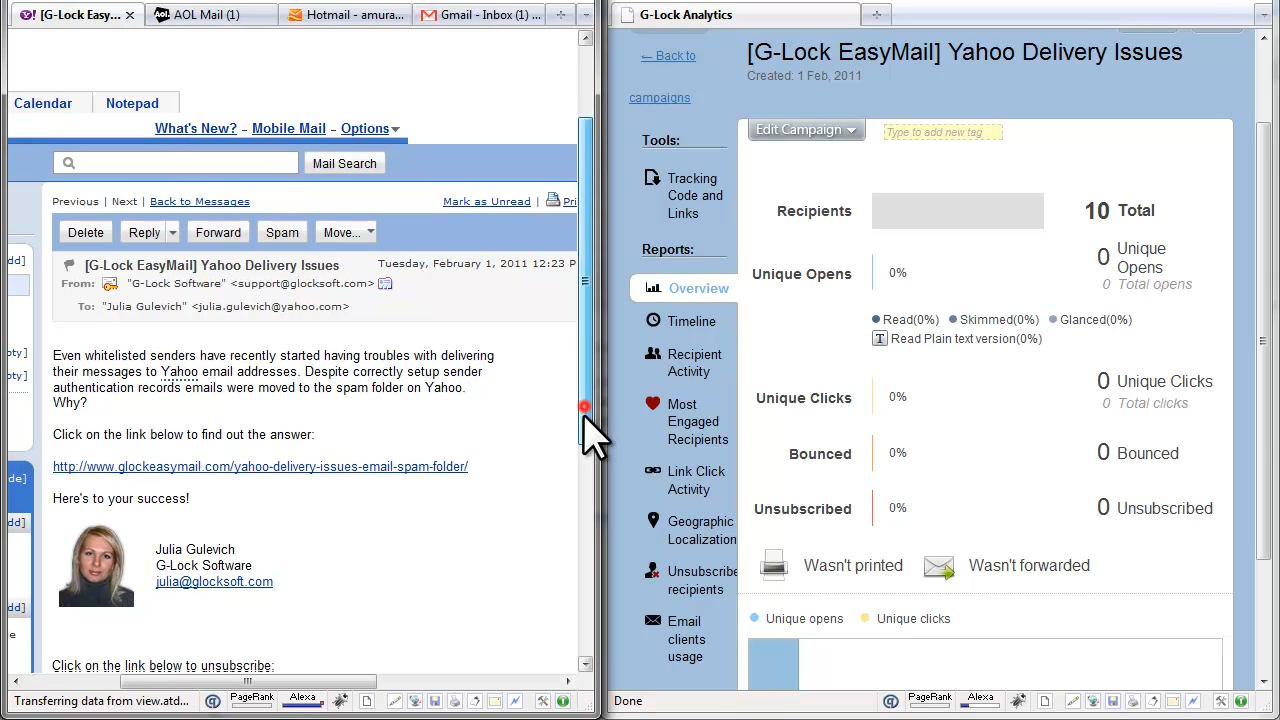 [G-Lock Easy...
AOL Mail (1)
Hotmail - amura...
Gmail - Inbox (1) ...
Calendar
Notepad
What's New? – Mobile Mail – Options
Mail Search
Previous | Next | Back to Messages
Mark as Unread | Pri
Delete
Reply
Forward
Spam
Move...
[G-Lock EasyMail] Yahoo Delivery Issues
Tuesday, February 1, 2011 12:23 P
From: "G-Lock Software" <support@glocksoft.com>
To: "Julia Gulevich" <julia.gulevich@yahoo.com>
Even whitelisted senders have recently started having troubles with delivering
their messages to Yahoo email addresses. Despite correctly setup sender
authentication records emails were moved to the spam folder on Yahoo.
Why?
Click on the link below to find out the answer:
http://www.glockeasymail.com/yahoo-delivery-issues-email-spam-folder/
Here's to your success!
Julia Gulevich
G-Lock Software
julia@glocksoft.com
Click on the link below to unsubscribe:
Transferring data from view.atd...
PageRank
Alexa
G-Lock Analytics
← Back to
campaigns
[G-Lock EasyMail] Yahoo Delivery Issues
Created: 1 Feb, 2011
Tools:
Tracking
Code and
Links
Reports:
Overview
Timeline
Recipient
Activity
Most
Engaged
Recipients
Link Click
Activity
Geographic
Localization
Unsubscribe
recipients
Email
clients
usage
Edit Campaign
Type to add new tag
Recipients
10 Total
Unique Opens
0%
0 Unique
Opens
0 Total opens
Read(0%) Skimmed(0%) Glanced(0%)
T Read Plain text version(0%)
Unique Clicks
0%
0 Unique Clicks
0 Total clicks
Bounced
0%
0 Bounced
Unsubscribed
0%
0 Unsubscribed
Wasn't printed
Wasn't forwarded
Unique opens
Unique clicks
Done
PageRank
Alexa